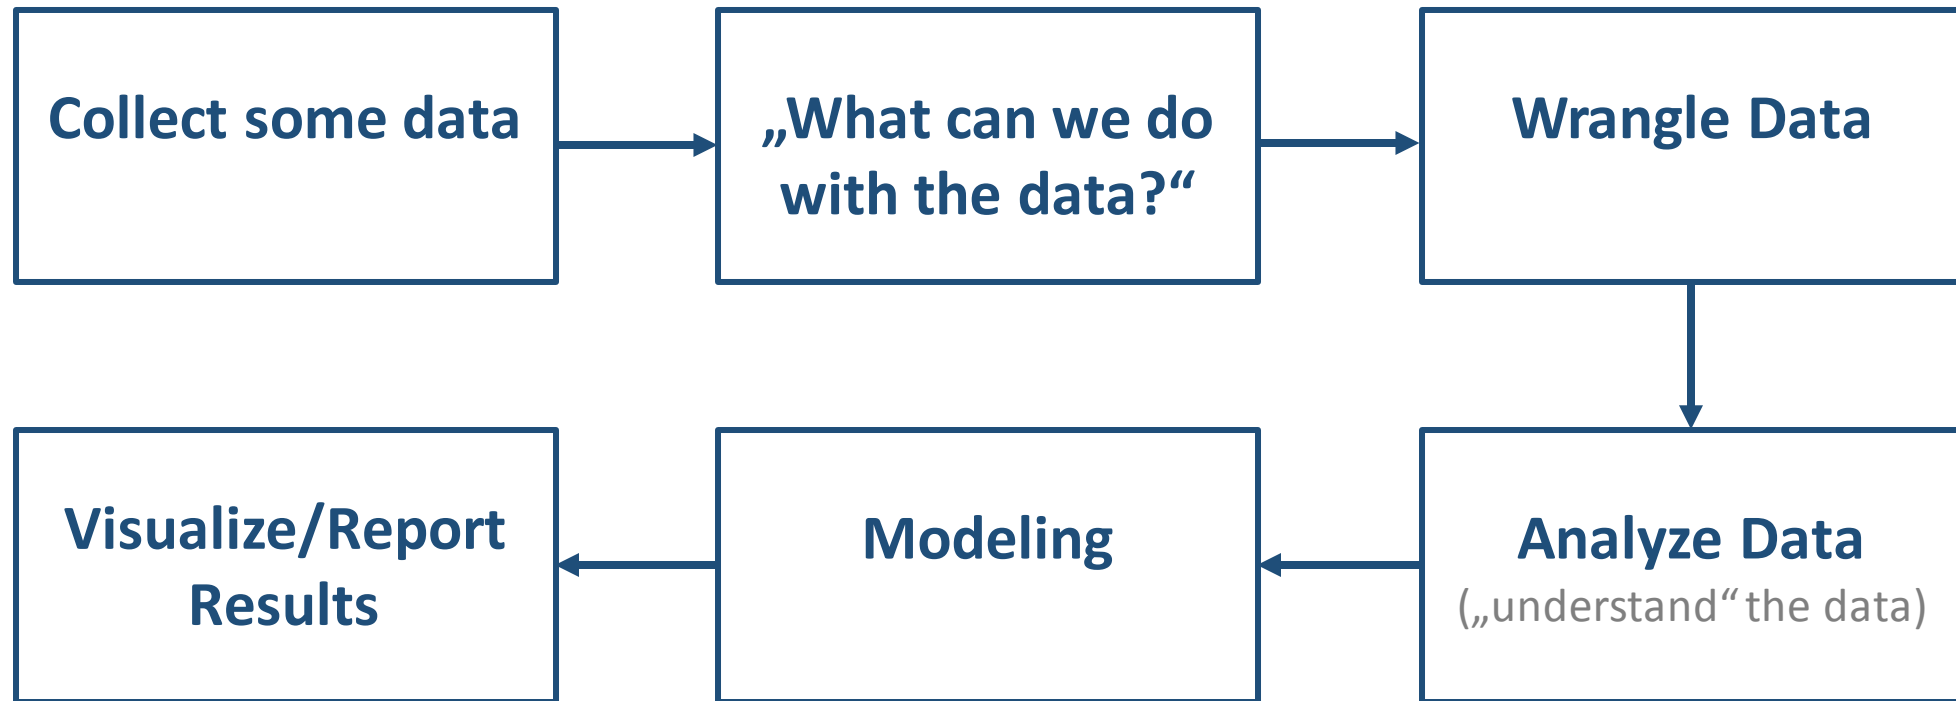 Collect some data
„What can we do
with the data?“
Wrangle Data
Analyze Data
(„understand“ the data)
Modeling
Visualize/Report
Results